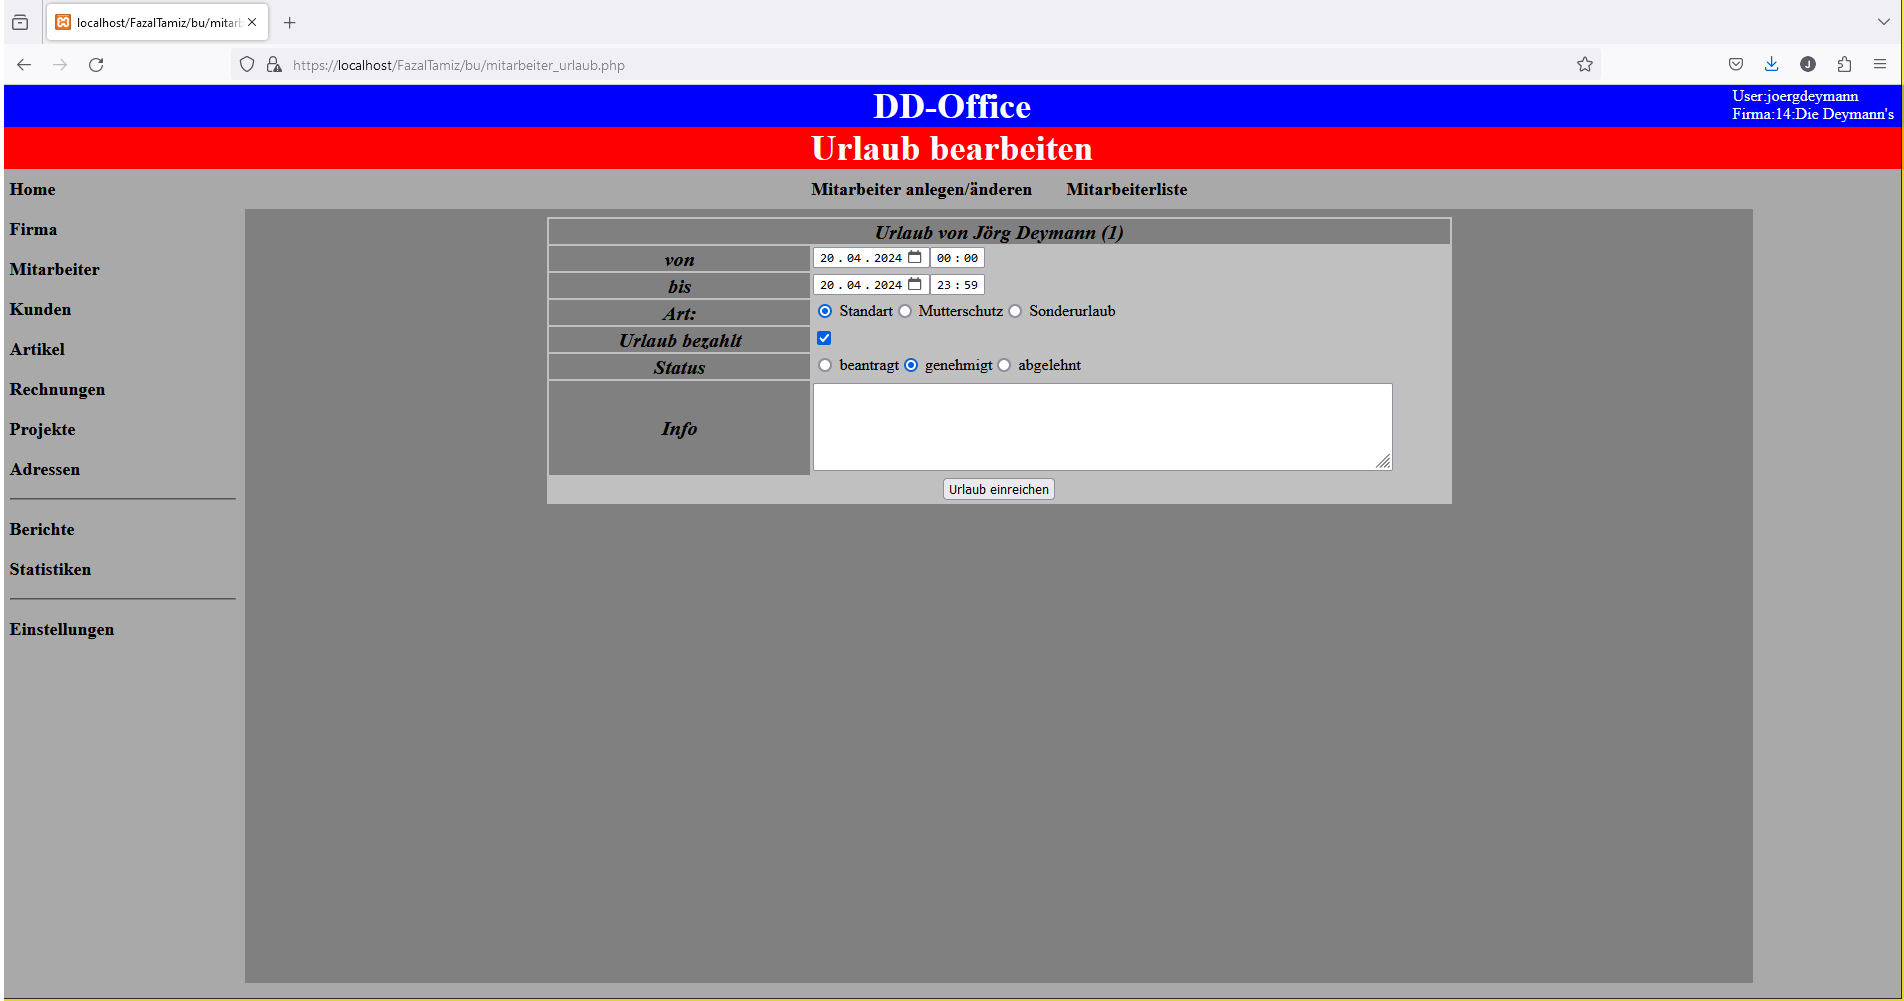 localhost/FazalTamiz/bu/mitarb
https://localhost/FazalTamiz/bu/mitarbeiter_urlaub.php
J
DD-Office
User:joergdeymann
Firma:14:Die Deymann's
Urlaub bearbeiten
Home
Mitarbeiter anlegen/ändern Mitarbeiterliste
Firma
Mitarbeiter
Kunden
Artikel
Rechnungen
Projekte
Adressen
Berichte
Statistiken
Einstellungen
Urlaub von Jörg Deymann (1)
von 20.04.2024 00:00
bis 20.04.2024 23:59
Art: Standart Mutterschutz Sonderurlaub
Urlaub bezahlt
Status beantragt genehmigt abgelehnt
Info
Urlaub einreichen